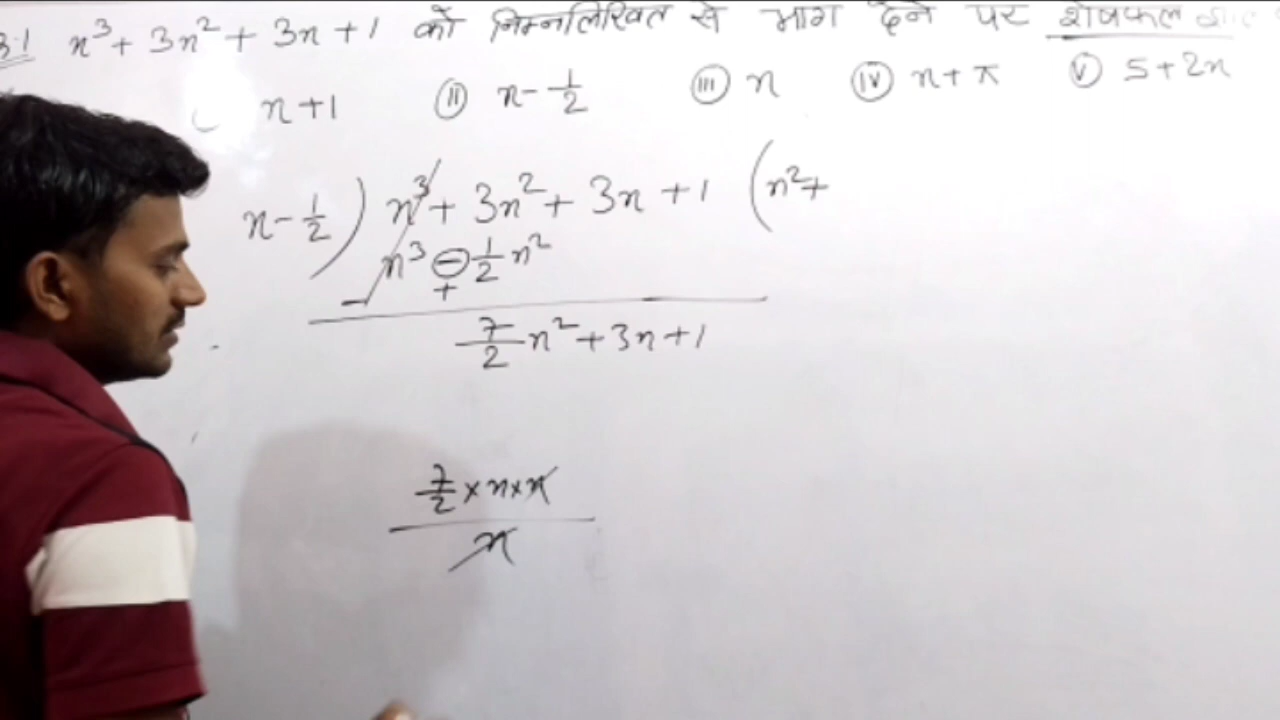 3.1 x³ + 3x² + 3x + 1 को निम्नलिखित से भाग देने पर शेषफल
x+1 (ii) x - 1/2 (iii) x (iv) x + π (v) 5 + 2x
x - 1/2 ) x³ + 3x² + 3x + 1 ( x² +
x³ - 1/2 x²
- +
7/2 x² + 3x + 1
7/2 × x × x
x